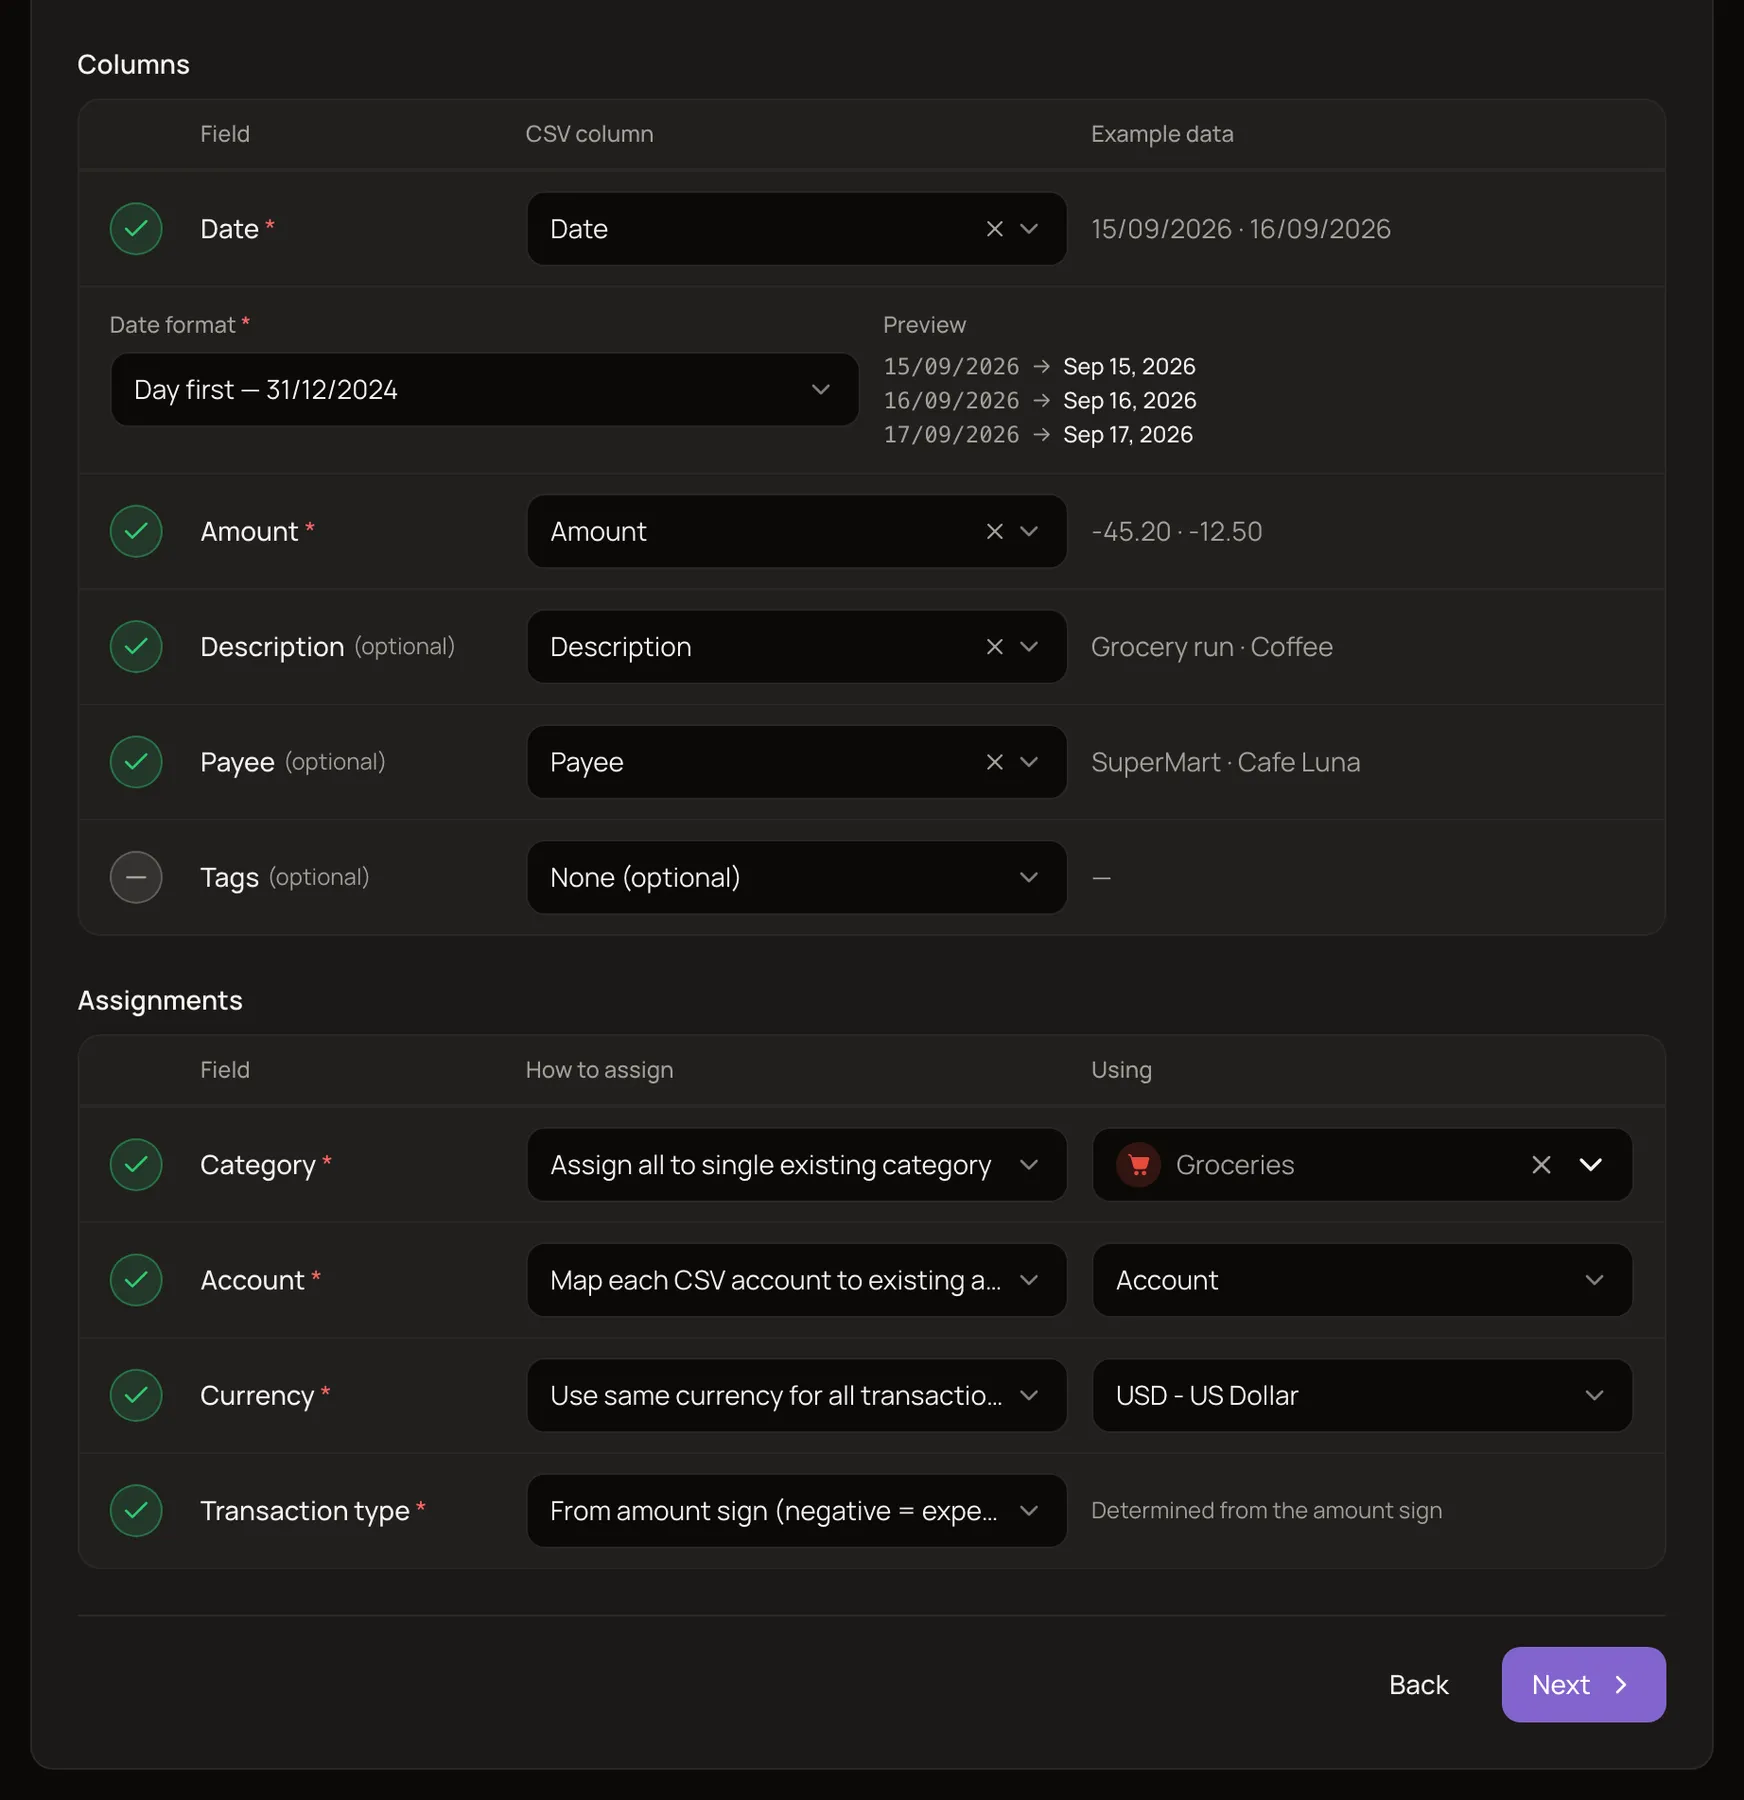 Columns
Field CSV column Example data
Date * Date 15/09/2026 · 16/09/2026
Date format * Preview
Day first — 31/12/2024
15/09/2026 → Sep 15, 2026
16/09/2026 → Sep 16, 2026
17/09/2026 → Sep 17, 2026
Amount * Amount -45.20 · -12.50
Description (optional) Description Grocery run · Coffee
Payee (optional) Payee SuperMart · Cafe Luna
Tags (optional) None (optional) —
Assignments
Field How to assign Using
Category * Assign all to single existing category Groceries
Account * Map each CSV account to existing a... Account
Currency * Use same currency for all transactio... USD - US Dollar
Transaction type * From amount sign (negative = expe... Determined from the amount sign
Back Next